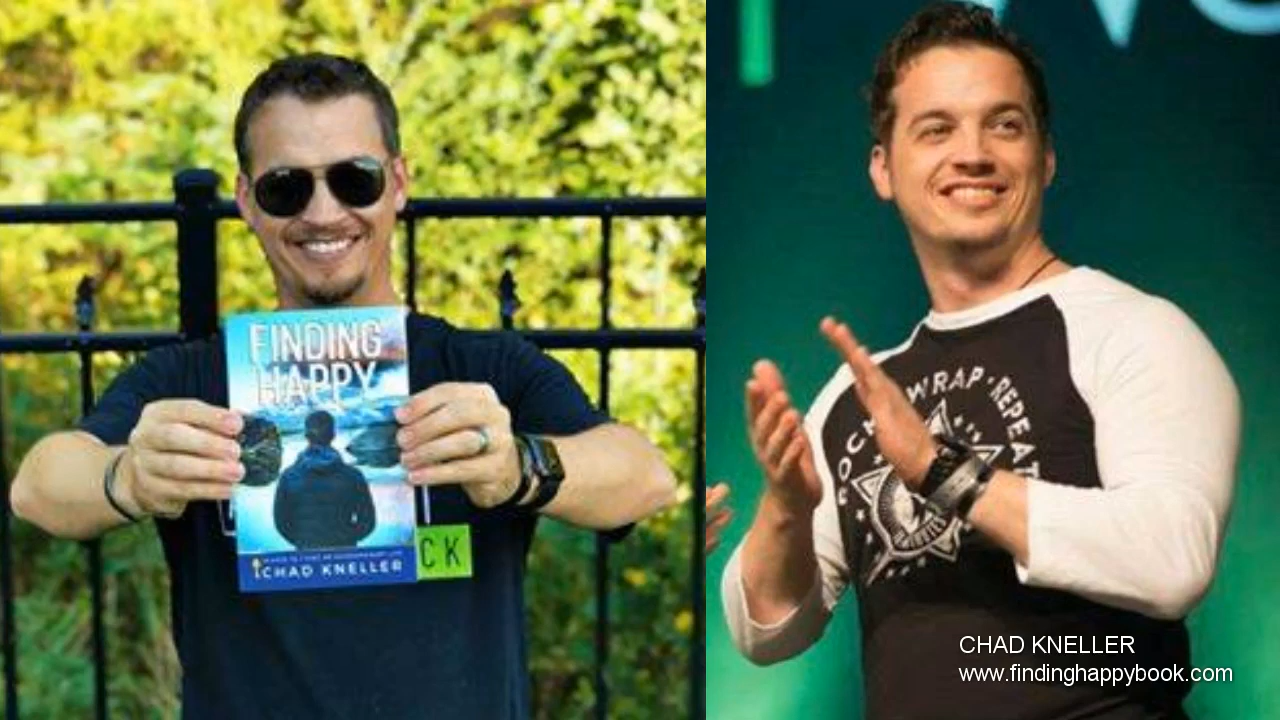 FINDING
HAPPY
CHAD KNELLER
CK
WRAP·REPEAT
CHAD KNELLER
www.findinghappybook.com